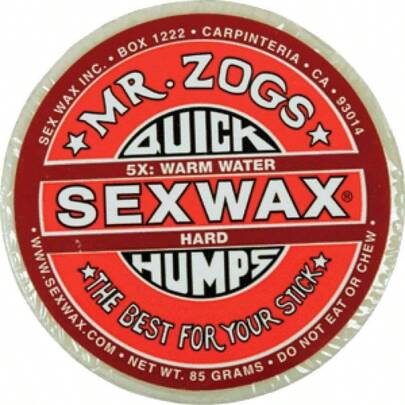 SEX WAX INC. • BOX 1222 • CARPINTERIA • CA • 93014
★ MR. ZOGS ★
QUICK
5X: WARM WATER
SEXWAX®
HARD
HUMPS
★THE BEST FOR YOUR STICK★
• WWW.SEXWAX.COM • NET WT. 85 GRAMS • DO NOT EAT OR CHEW •